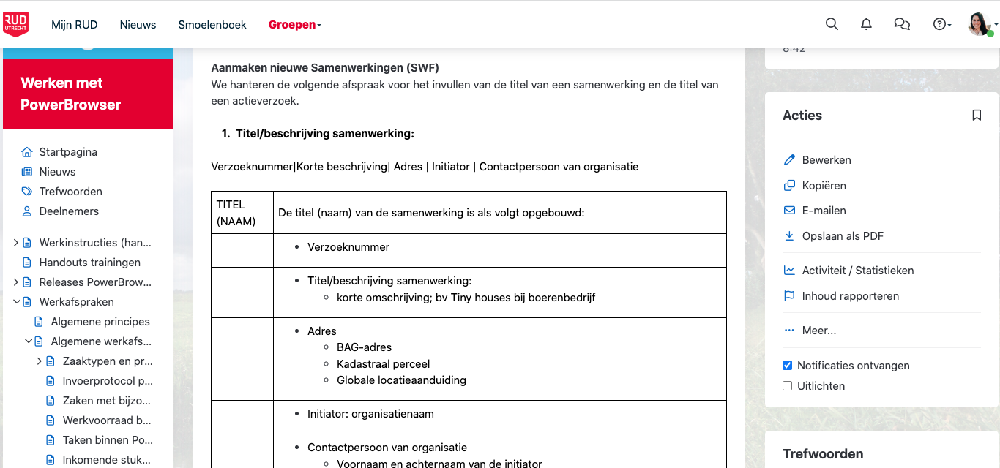 RUD
UTRECHT
Mijn RUD
Nieuws
Smoelenboek
Groepen
Werken met
PowerBrowser
Startpagina
Nieuws
Trefwoorden
Deelnemers
Werkinstructies (han...
Handouts trainingen
Releases PowerBrow...
Werkafspraken
Algemene principes
Algemene werkafs...
Zaaktypen en pr...
Invoerprotocol p...
Zaken met bijzo...
Werkvoorraad b...
Taken binnen Po...
Inkomende stuk...
Aanmaken nieuwe Samenwerkingen (SWF)
We hanteren de volgende afspraak voor het invullen van de titel van een samenwerking en de titel van
een actieverzoek.
1. Titel/beschrijving samenwerking:
Verzoeknummer|Korte beschrijving| Adres | Initiator | Contactpersoon van organisatie
TITEL
(NAAM)
De titel (naam) van de samenwerking is als volgt opgebouwd:
• Verzoeknummer
• Titel/beschrijving samenwerking:
◦ korte omschrijving; bv Tiny houses bij boerenbedrijf
• Adres
◦ BAG-adres
◦ Kadastraal perceel
◦ Globale locatieaanduiding
• Initiator: organisatienaam
• Contactpersoon van organisatie
◦ Voornaam en achternaam van de initiator
8:42
Acties
Bewerken
Kopiëren
E-mailen
Opslaan als PDF
Activiteit / Statistieken
Inhoud rapporteren
Meer...
Notificaties ontvangen
Uitlichten
Trefwoorden